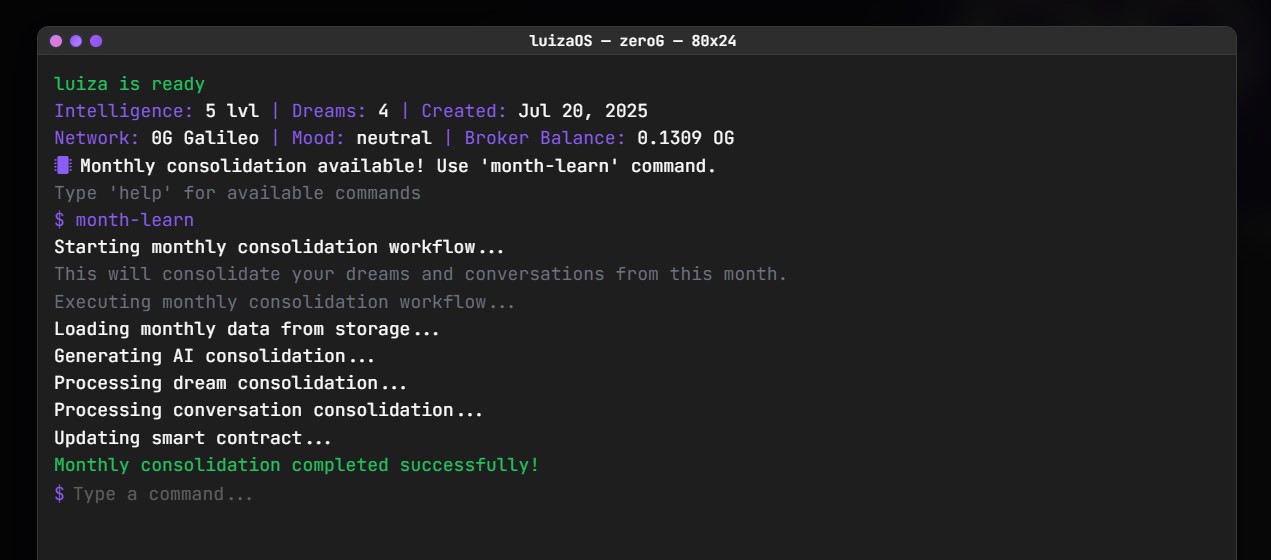 luizaOS — zeroG — 80x24
luiza is ready
Intelligence: 5 lvl | Dreams: 4 | Created: Jul 20, 2025
Network: 0G Galileo | Mood: neutral | Broker Balance: 0.1309 OG
Monthly consolidation available! Use 'month-learn' command.
Type 'help' for available commands
$ month-learn
Starting monthly consolidation workflow...
This will consolidate your dreams and conversations from this month.
Executing monthly consolidation workflow...
Loading monthly data from storage...
Generating AI consolidation...
Processing dream consolidation...
Processing conversation consolidation...
Updating smart contract...
Monthly consolidation completed successfully!
$ Type a command...